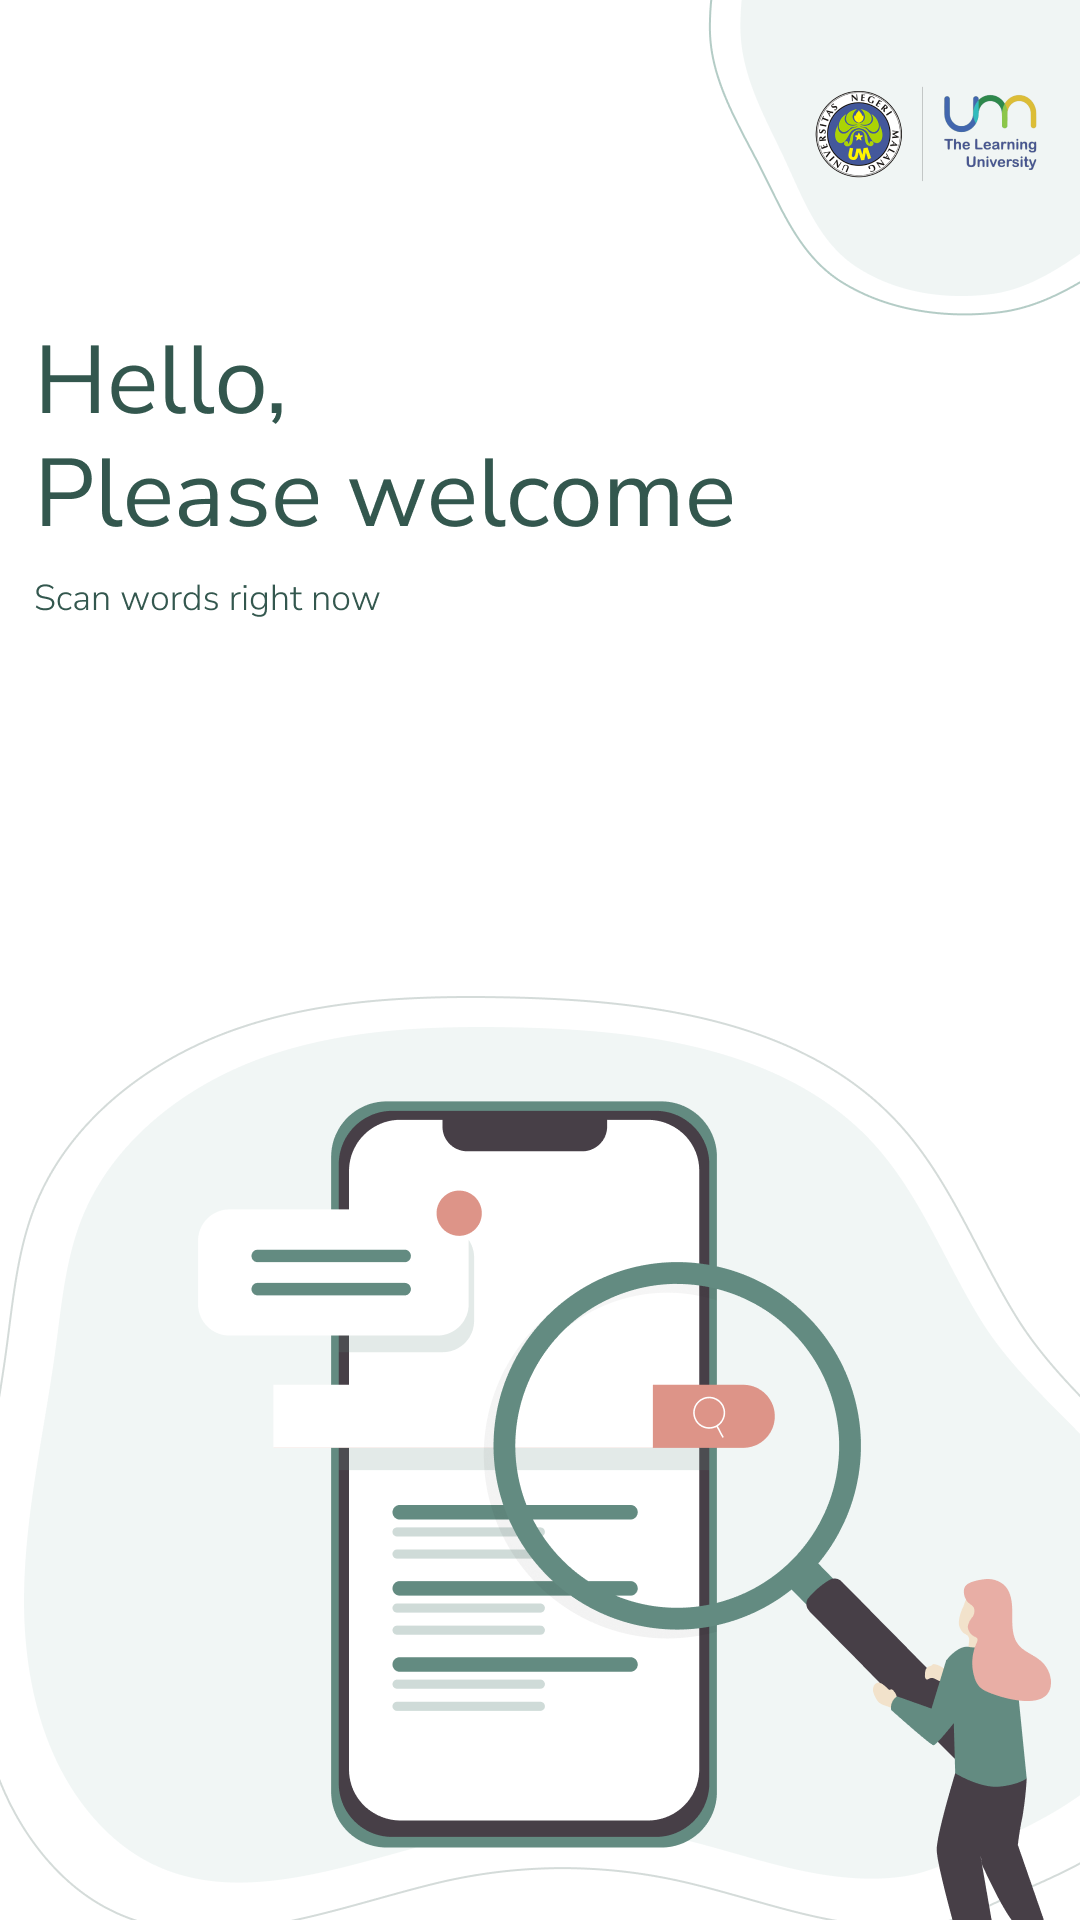 UNIVERSITAS NEGERI MALANG
UM
um
The Learning
University
Hello,
Please welcome
Scan words right now